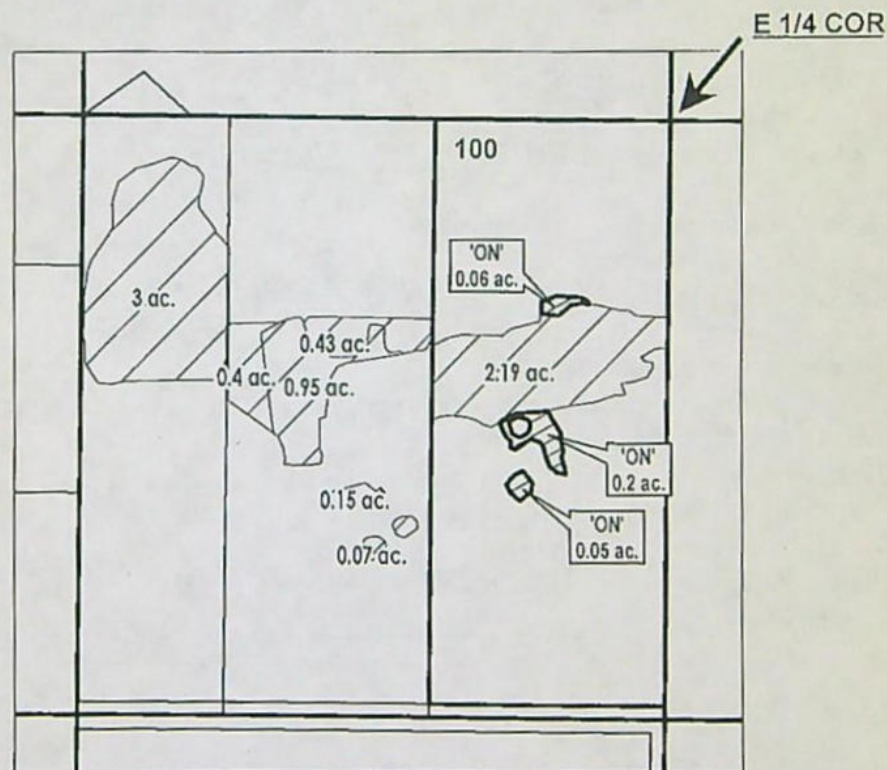 E 1/4 COR
100
'ON'
0.06 ac.
3 ac.
0.43 ac.
0.4 ac.
0.95 ac.
2.19 ac.
'ON'
0.2 ac.
0.15 ac.
'ON'
0.05 ac.
0.07 ac.